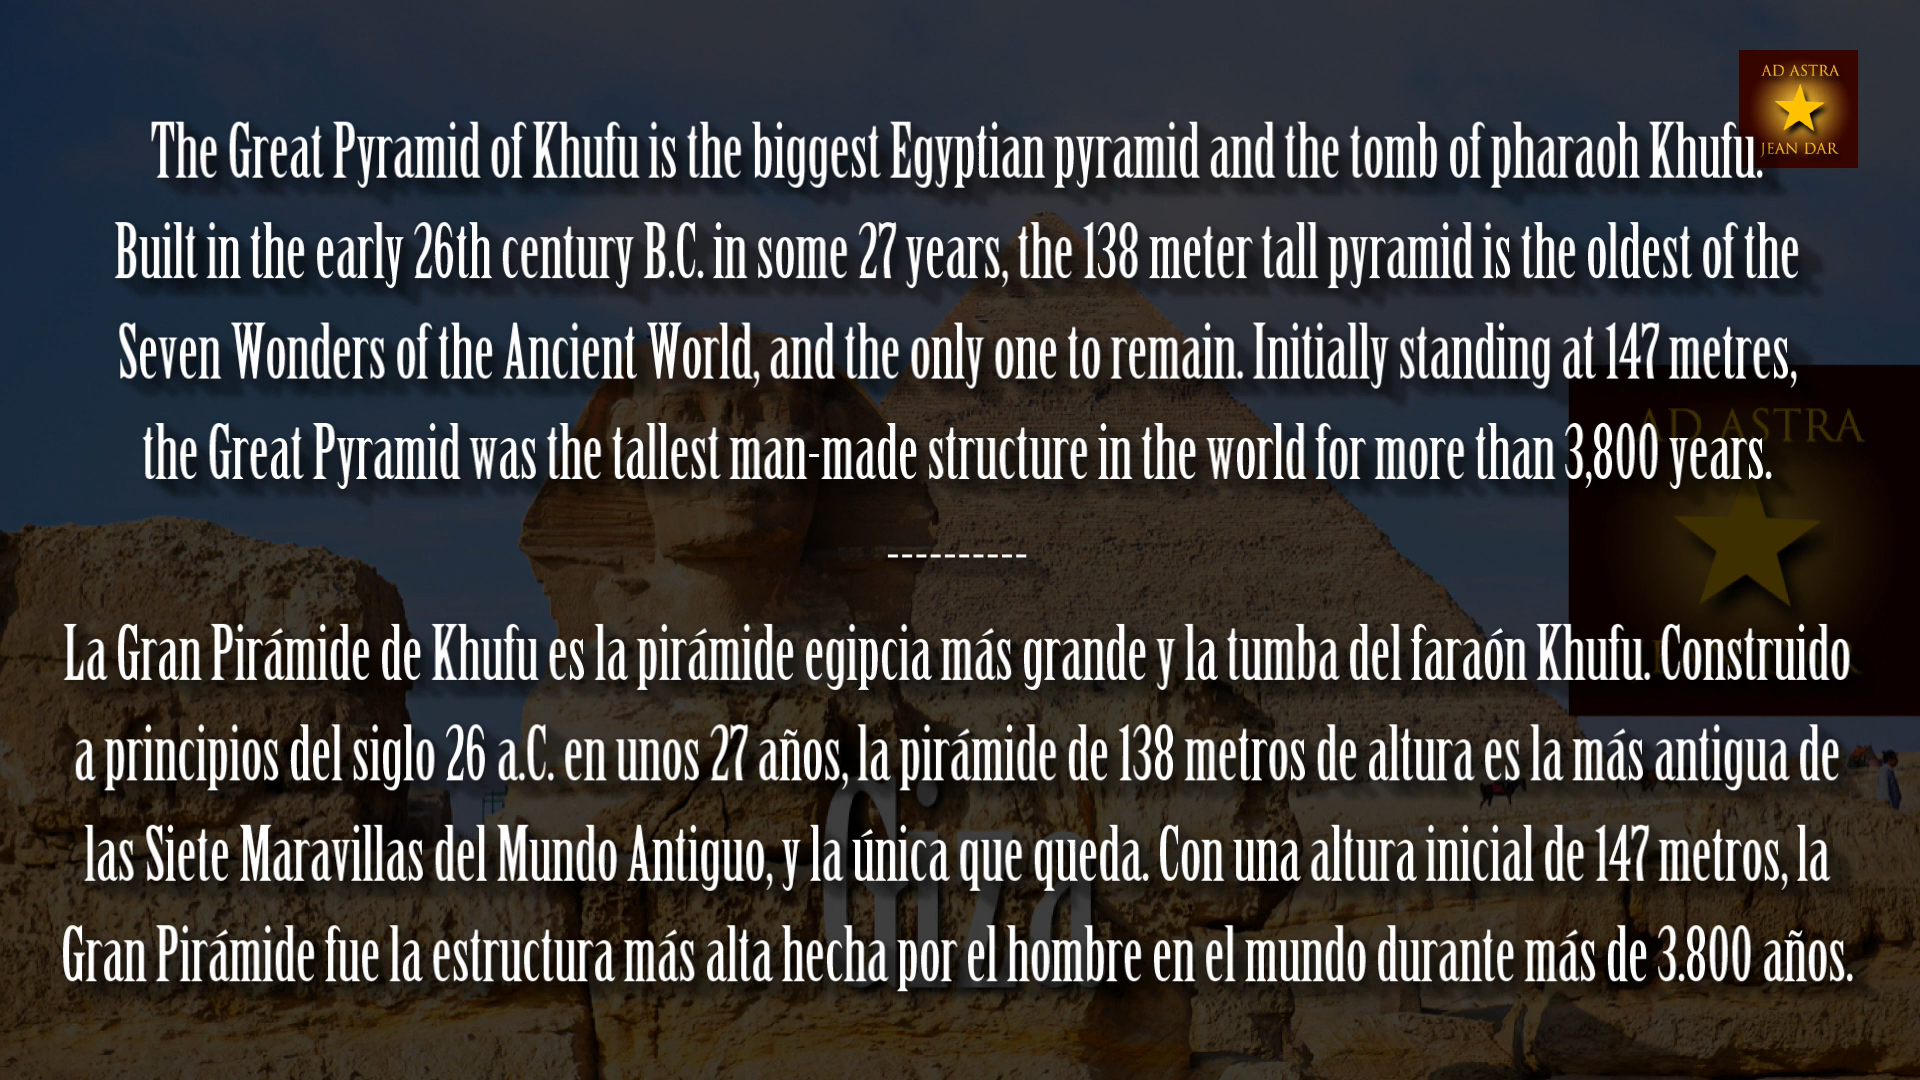 AD ASTRA
JEAN DAR
The Great Pyramid of Khufu is the biggest Egyptian pyramid and the tomb of pharaoh Khufu.
Built in the early 26th century B.C. in some 27 years, the 138 meter tall pyramid is the oldest of the
Seven Wonders of the Ancient World, and the only one to remain. Initially standing at 147 metres,
the Great Pyramid was the tallest man-made structure in the world for more than 3,800 years.
----------
La Gran Pirámide de Khufu es la pirámide egipcia más grande y la tumba del faraón Khufu. Construido
a principios del siglo 26 a.C. en unos 27 años, la pirámide de 138 metros de altura es la más antigua de
las Siete Maravillas del Mundo Antiguo, y la única que queda. Con una altura inicial de 147 metros, la
Gran Pirámide fue la estructura más alta hecha por el hombre en el mundo durante más de 3.800 años.
AD ASTRA
Giza